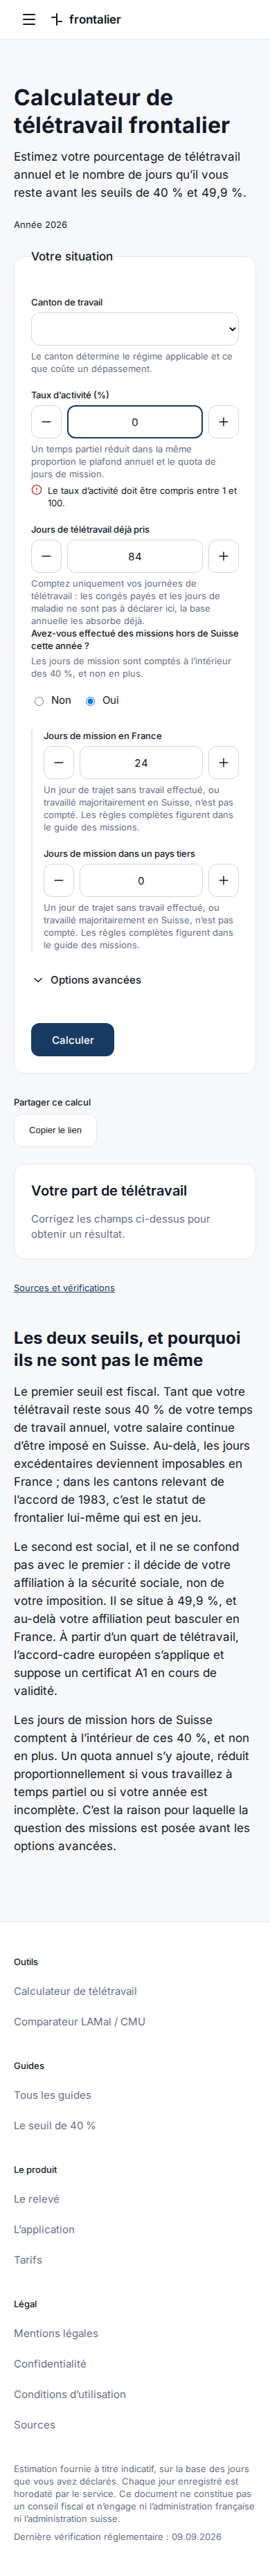 frontalier
Calculateur de
télétravail frontalier
Estimez votre pourcentage de télétravail
annuel et le nombre de jours qu'il vous
reste avant les seuils de 40 % et 49,9 %.
Année 2026
Votre situation
Canton de travail
Le canton détermine le régime applicable et ce
que coûte un dépassement.
Taux d'activité (%)
0
Un temps partiel réduit dans la même
proportion le plafond annuel et le quota de
jours de mission.
Le taux d'activité doit être compris entre 1 et
100.
Jours de télétravail déjà pris
84
Comptez uniquement vos journées de
télétravail : les congés payés et les jours de
maladie ne sont pas à déclarer ici, la base
annuelle les absorbe déjà.
Avez-vous effectué des missions hors de Suisse
cette année ?
Les jours de mission sont comptés à l'intérieur
des 40 %, et non en plus.
Non Oui
Jours de mission en France
24
Un jour de trajet sans travail effectué, ou
travaillé majoritairement en Suisse, n'est pas
compté. Les règles complètes figurent dans
le guide des missions.
Jours de mission dans un pays tiers
0
Un jour de trajet sans travail effectué, ou
travaillé majoritairement en Suisse, n'est pas
compté. Les règles complètes figurent dans
le guide des missions.
Options avancées
Calculer
Partager ce calcul
Copier le lien
Votre part de télétravail
Corrigez les champs ci-dessus pour
obtenir un résultat.
Sources et vérifications
Les deux seuils, et pourquoi
ils ne sont pas le même
Le premier seuil est fiscal. Tant que votre
télétravail reste sous 40 % de votre temps
de travail annuel, votre salaire continue
d'être imposé en Suisse. Au-delà, les jours
excédentaires deviennent imposables en
France ; dans les cantons relevant de
l'accord de 1983, c'est le statut de
frontalier lui-même qui est en jeu.
Le second est social, et il ne se confond
pas avec le premier : il décide de votre
affiliation à la sécurité sociale, non de
votre imposition. Il se situe à 49,9 %, et
au-delà votre affiliation peut basculer en
France. À partir d'un quart de télétravail,
l'accord-cadre européen s'applique et
suppose un certificat A1 en cours de
validité.
Les jours de mission hors de Suisse
comptent à l'intérieur de ces 40 %, et non
en plus. Un quota annuel s'y ajoute, réduit
proportionnellement si vous travaillez à
temps partiel ou si votre année est
incomplète. C'est la raison pour laquelle la
question des missions est posée avant les
options avancées.
Outils
Calculateur de télétravail
Comparateur LAMal / CMU
Guides
Tous les guides
Le seuil de 40 %
Le produit
Le relevé
L'application
Tarifs
Légal
Mentions légales
Confidentialité
Conditions d'utilisation
Sources
Estimation fournie à titre indicatif, sur la base des jours
que vous avez déclarés. Chaque jour enregistré est
horodaté par le service. Ce document ne constitue pas
un conseil fiscal et n'engage ni l'administration française
ni l'administration suisse.
Dernière vérification réglementaire : 09.09.2026